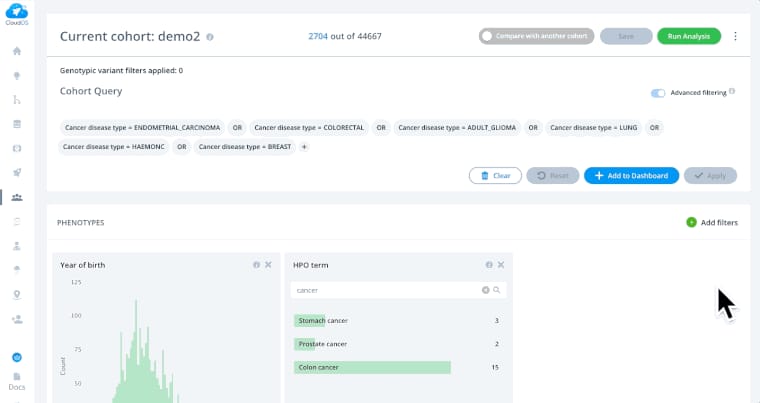 CloudOS
Current cohort: demo2
2704 out of 44667
Compare with another cohort
Save
Run Analysis
Genotypic variant filters applied: 0
Cohort Query
Advanced filtering
Cancer disease type = ENDOMETRIAL_CARCINOMA OR Cancer disease type = COLORECTAL OR Cancer disease type = ADULT_GLIOMA OR Cancer disease type = LUNG OR
Cancer disease type = HAEMONC OR Cancer disease type = BREAST +
Clear
Reset
Add to Dashboard
Apply
PHENOTYPES
Add filters
Year of birth
125
100
75
50
Count
HPO term
cancer
Stomach cancer 3
Prostate cancer 2
Colon cancer 15
Docs